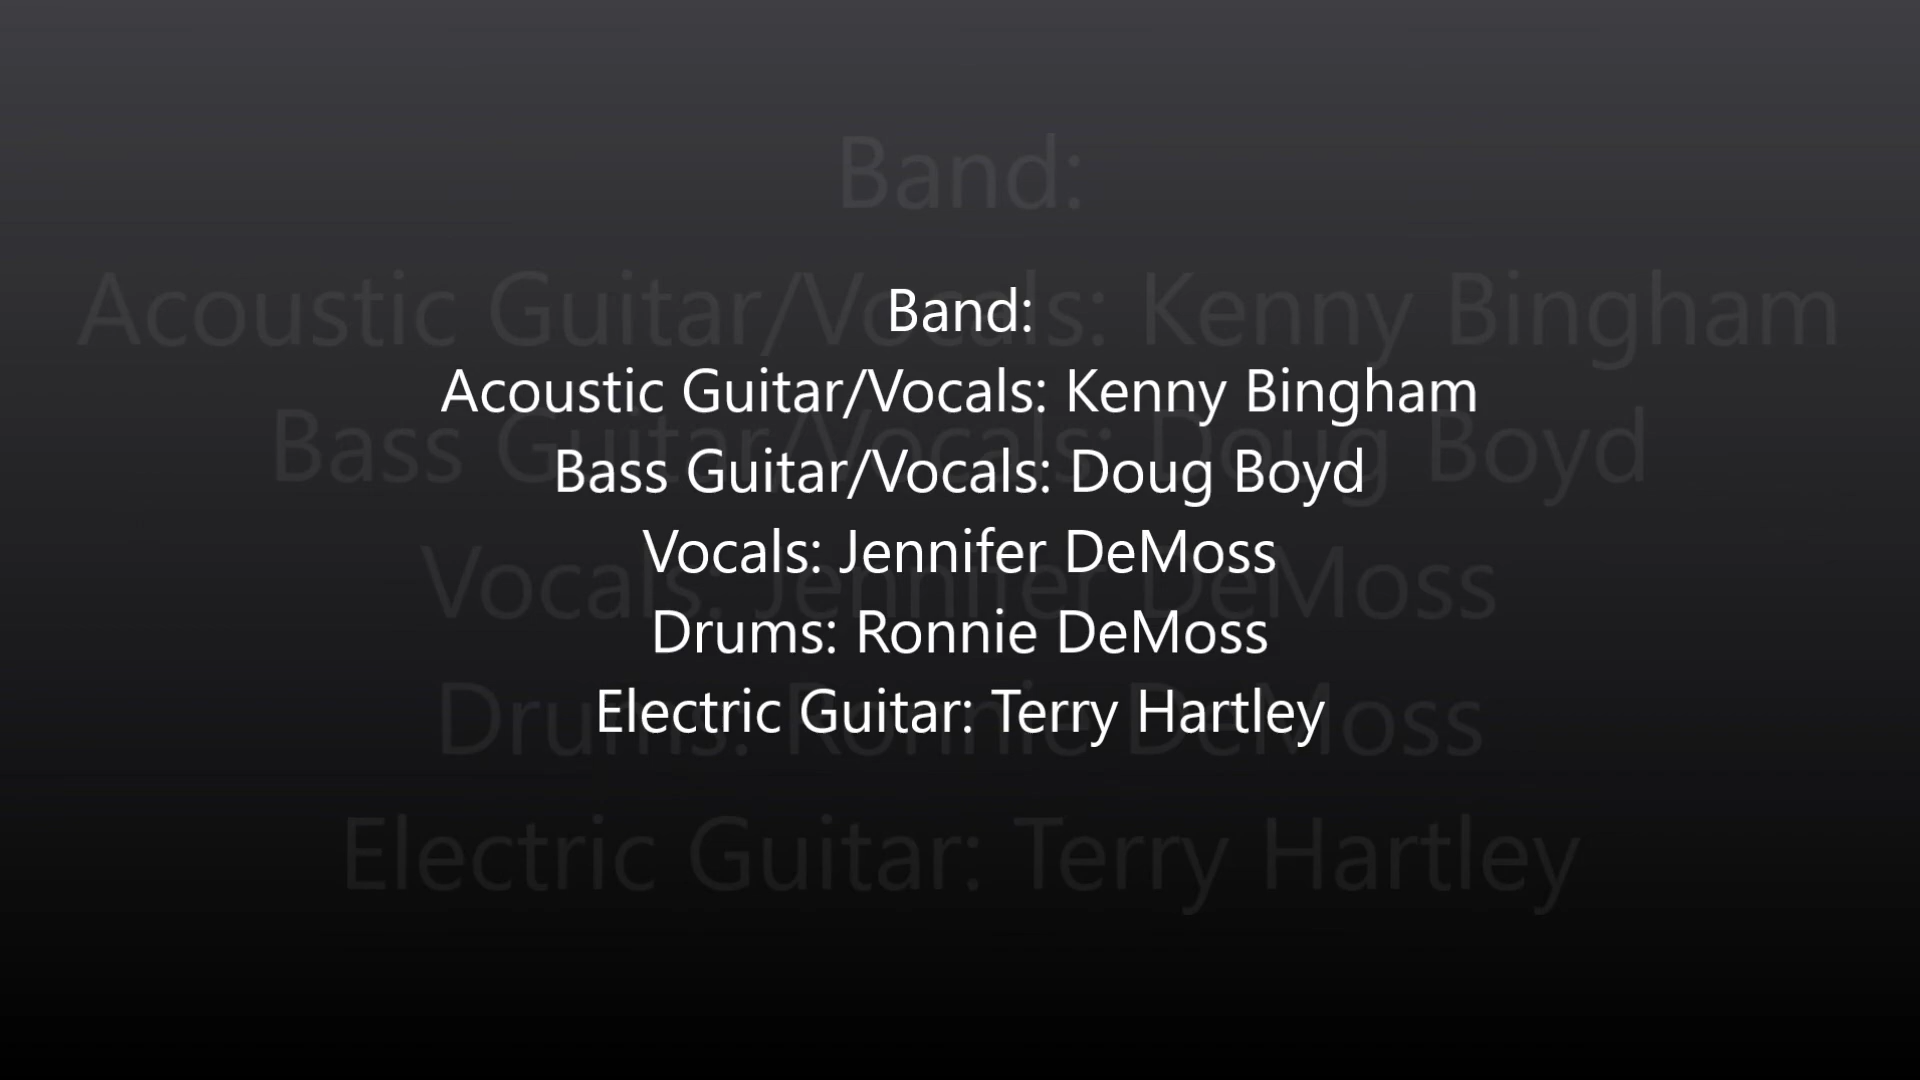 Band:
Acoustic Guitar/Vocals: Kenny Bingham
Bass Guitar/Vocals: Doug Boyd
Vocals: Jennifer DeMoss
Drums: Ronnie DeMoss
Electric Guitar: Terry Hartley